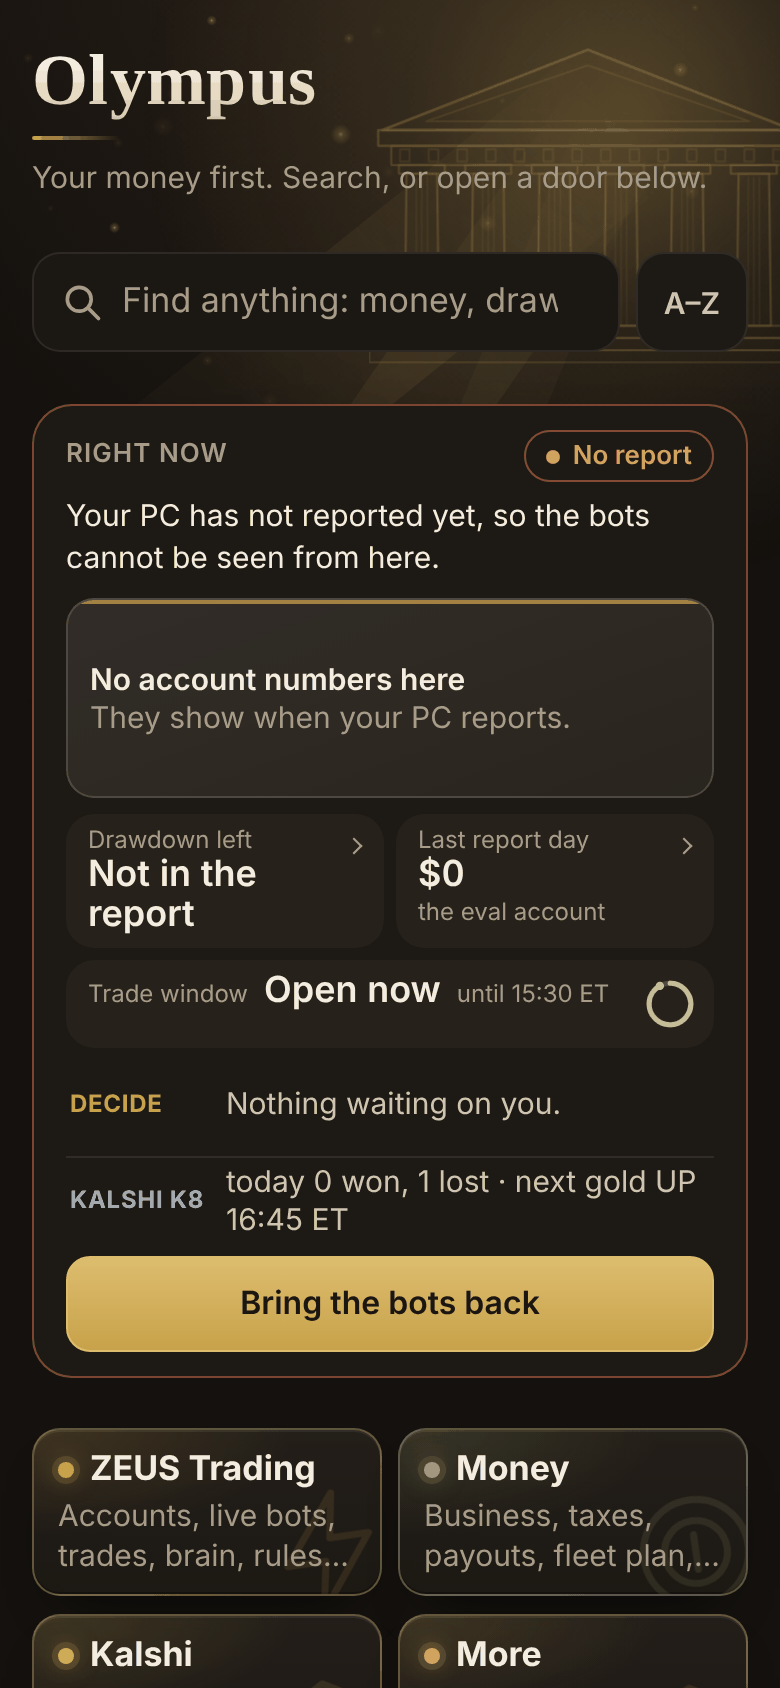 Olympus
Your money first. Search, or open a door below.
Find anything: money, draw
A–Z
RIGHT NOW
No report
Your PC has not reported yet, so the bots
cannot be seen from here.
No account numbers here
They show when your PC reports.
Drawdown left
Not in the
report
Last report day
$0
the eval account
Trade window Open now until 15:30 ET
DECIDE
Nothing waiting on you.
KALSHI K8
today 0 won, 1 lost · next gold UP
16:45 ET
Bring the bots back
ZEUS Trading
Accounts, live bots,
trades, brain, rules...
Money
Business, taxes,
payouts, fleet plan,...
Kalshi
More